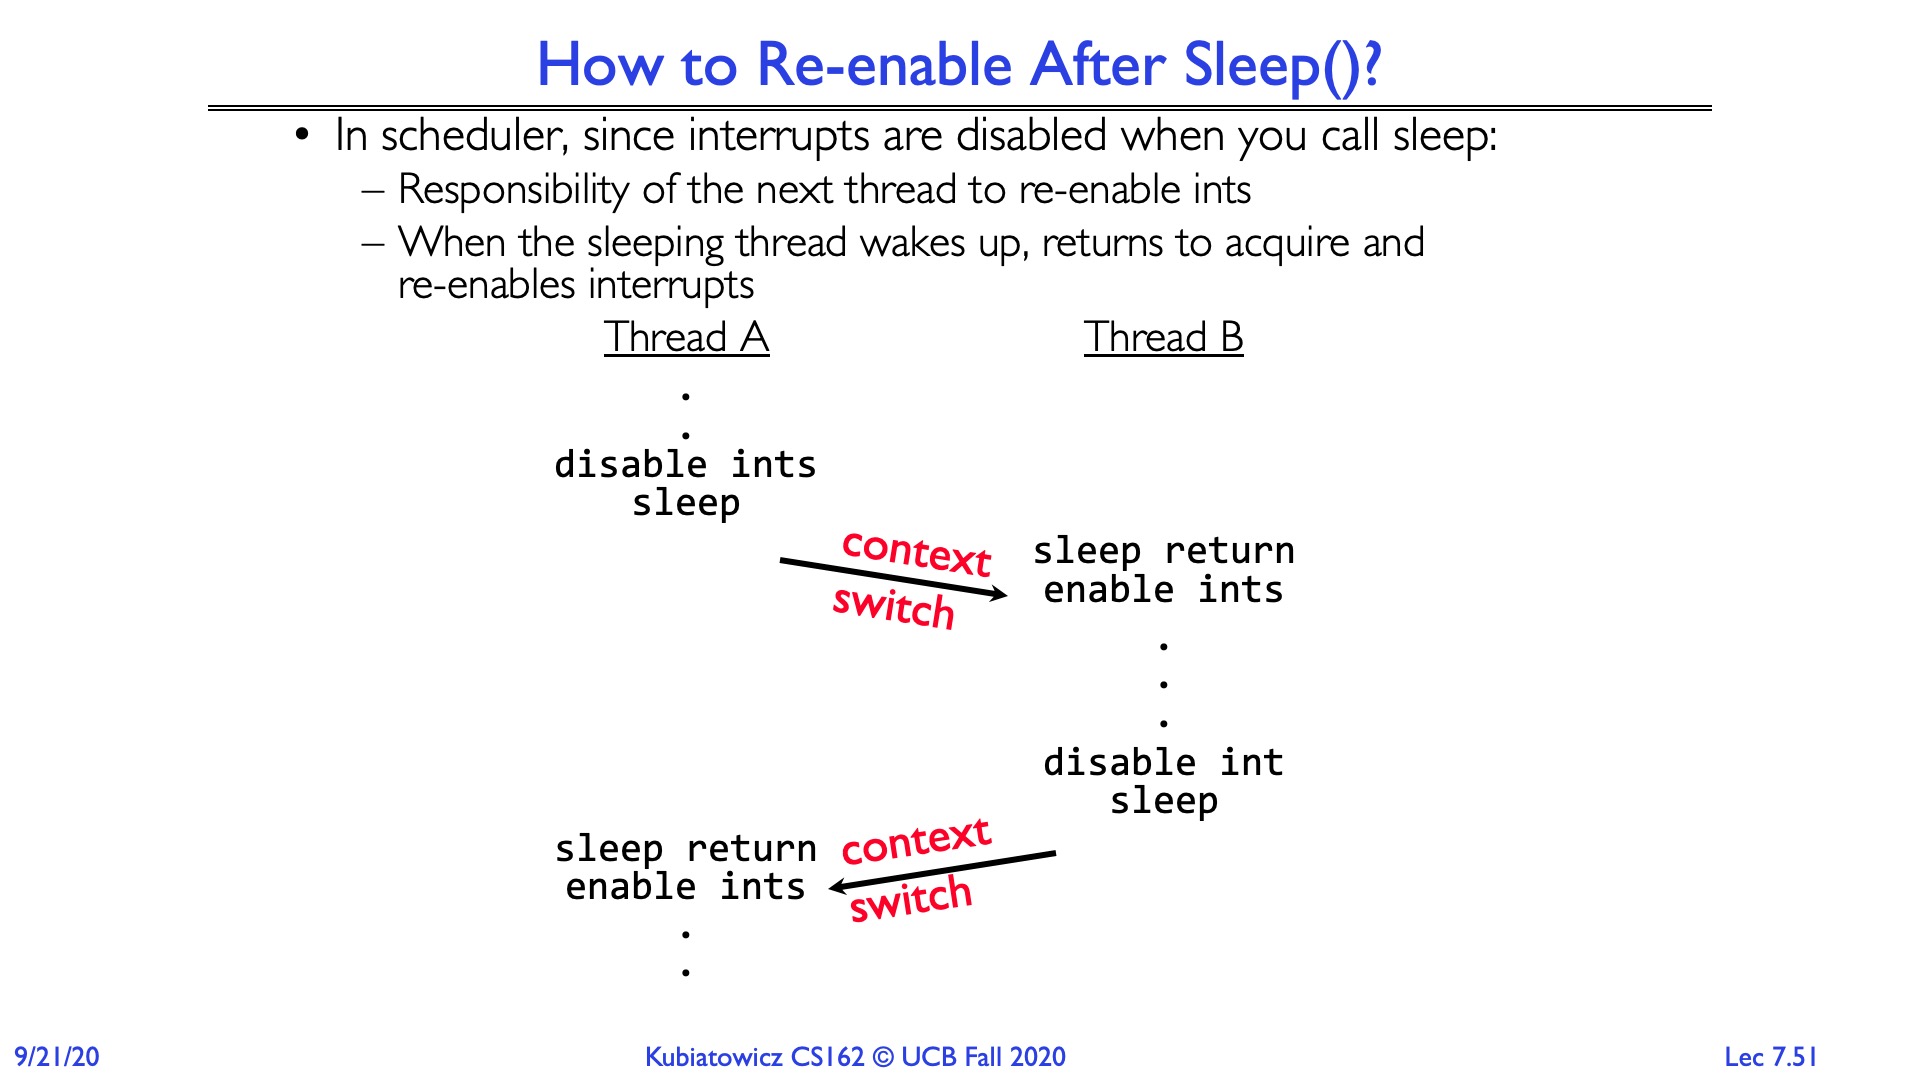 How to Re-enable After Sleep()?
• In scheduler, since interrupts are disabled when you call sleep:
– Responsibility of the next thread to re-enable ints
– When the sleeping thread wakes up, returns to acquire and
re-enables interrupts
Thread A
Thread B
.
.
disable ints
sleep
context
switch
sleep return
enable ints
.
.
.
disable int
sleep
context
switch
sleep return
enable ints
.
.
9/21/20
Kubiatowicz CS162 © UCB Fall 2020
Lec 7.51